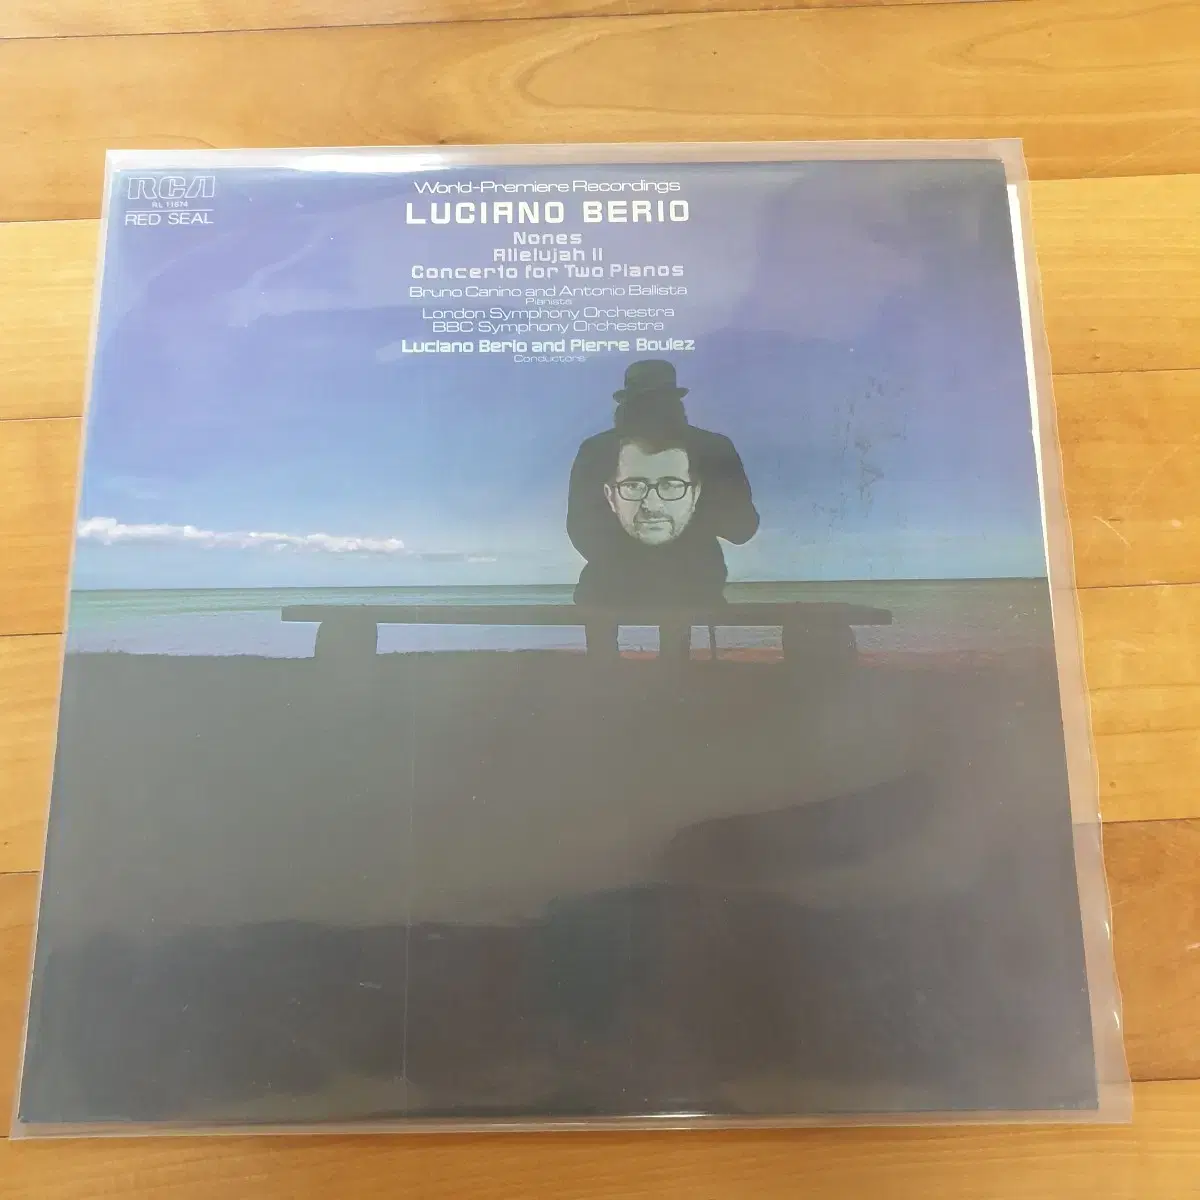 RCA
RL 11674
RED SEAL
World-Premiere Recordings
LUCIANO BERIO
Nones
Allelujah II
Concerto for Two Pianos
Bruno Canino and Antonio Ballista
Pianists
London Symphony Orchestra
BBC Symphony Orchestra
Luciano Berio and Pierre Boulez
Conductors